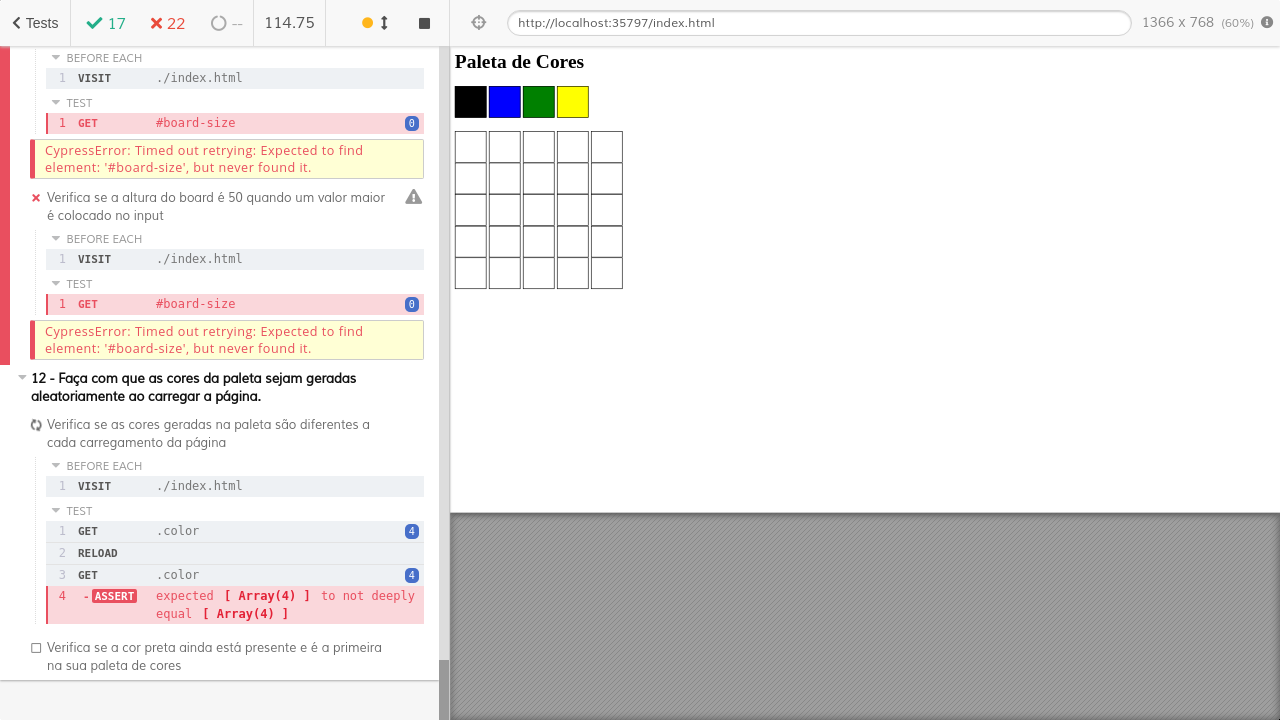 Tests
17
22
--
114.75
http://localhost:35797/index.html
1366 x 768 (60%)
BEFORE EACH
1 VISIT ./index.html
TEST
1 GET #board-size 0
CypressError: Timed out retrying: Expected to find
element: '#board-size', but never found it.
Verifica se a altura do board é 50 quando um valor maior
é colocado no input
BEFORE EACH
1 VISIT ./index.html
TEST
1 GET #board-size 0
CypressError: Timed out retrying: Expected to find
element: '#board-size', but never found it.
12 - Faça com que as cores da paleta sejam geradas
aleatoriamente ao carregar a página.
Verifica se as cores geradas na paleta são diferentes a
cada carregamento da página
BEFORE EACH
1 VISIT ./index.html
TEST
1 GET .color 4
2 RELOAD
3 GET .color 4
4 - ASSERT expected [ Array(4) ] to not deeply
equal [ Array(4) ]
Verifica se a cor preta ainda está presente e é a primeira
na sua paleta de cores
Paleta de Cores